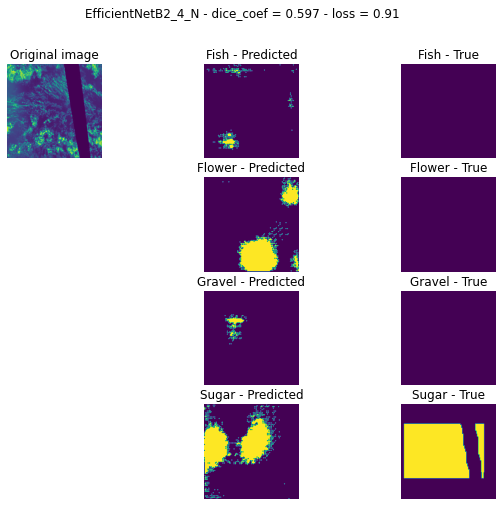 EfficientNetB2_4_N - dice_coef = 0.597 - loss = 0.91
Original image
Fish - Predicted
Fish - True
Flower - Predicted
Flower - True
Gravel - Predicted
Gravel - True
Sugar - Predicted
Sugar - True